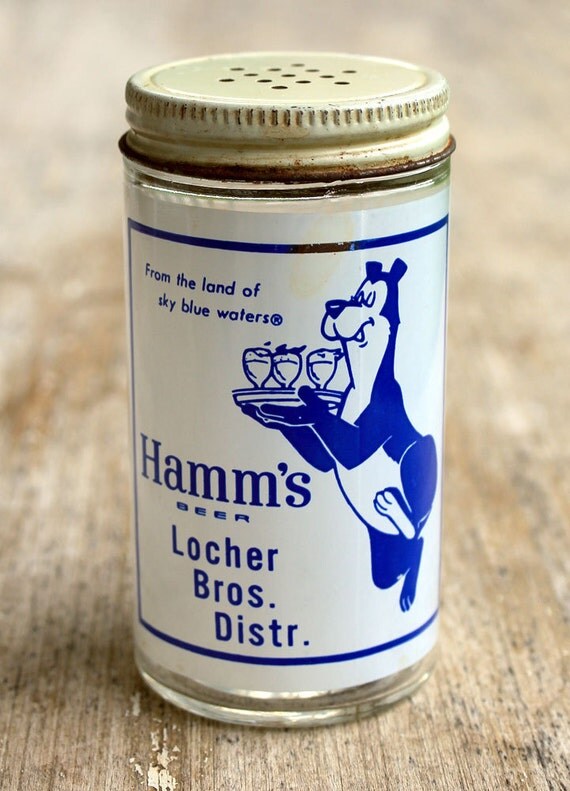 From the land of
sky blue waters®
Hamm's
BEER
Locher
Bros.
Distr.